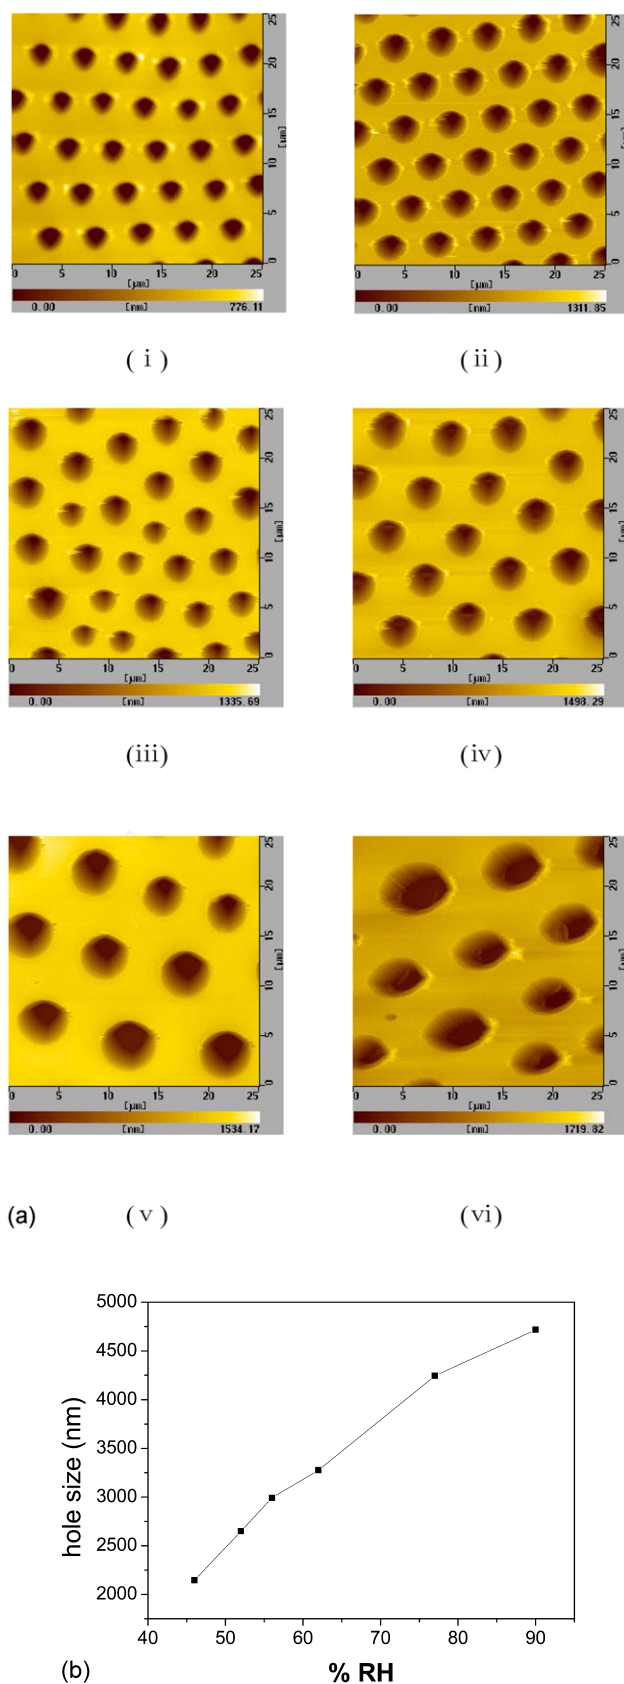 25
20
15
10
5
0
[µm]
0 5 10 15 20 25
[µm]
0.00 [nm] 776.11
( i )
25
20
15
10
5
0
[µm]
0 5 10 15 20 25
[µm]
0.00 [nm] 1311.85
( ii )
25
20
15
10
5
0
[µm]
0 5 10 15 20 25
[µm]
0.00 [nm] 1335.69
(iii)
25
20
15
10
5
0
[µm]
0 5 10 15 20 25
[µm]
0.00 [nm] 1498.29
(iv)
25
20
15
10
5
0
[µm]
0 5 10 15 20 25
[µm]
0.00 [nm] 1534.17
(a) ( v )
25
20
15
10
5
0
[µm]
0 5 10 15 20 25
[µm]
0.00 [nm] 1719.82
(vi)
5000
4500
4000
3500
3000
2500
2000
hole size (nm)
40 50 60 70 80 90
% RH
(b)